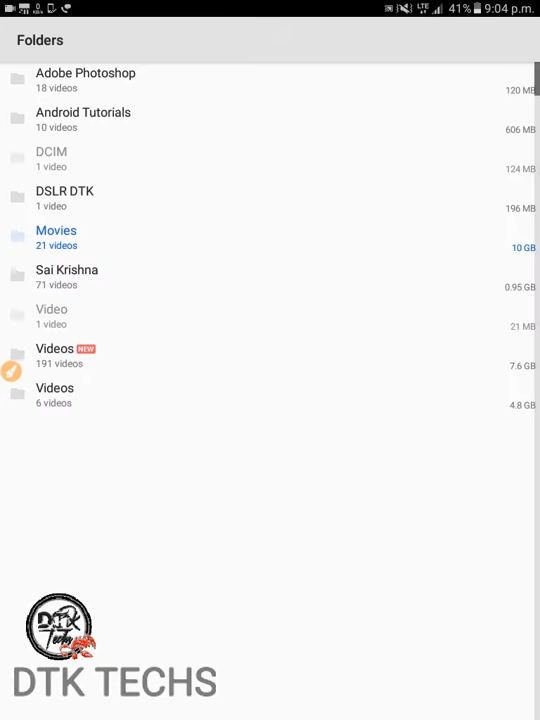 LTE 41% 9:04 p.m.
Folders
Adobe Photoshop
18 videos
120 MB
Android Tutorials
10 videos
606 MB
DCIM
1 video
124 MB
DSLR DTK
1 video
196 MB
Movies
21 videos
10 GB
Sai Krishna
71 videos
0.95 GB
Video
1 video
21 MB
Videos NEW
191 videos
7.6 GB
Videos
6 videos
4.8 GB
DTK
Techs
DTK TECHS